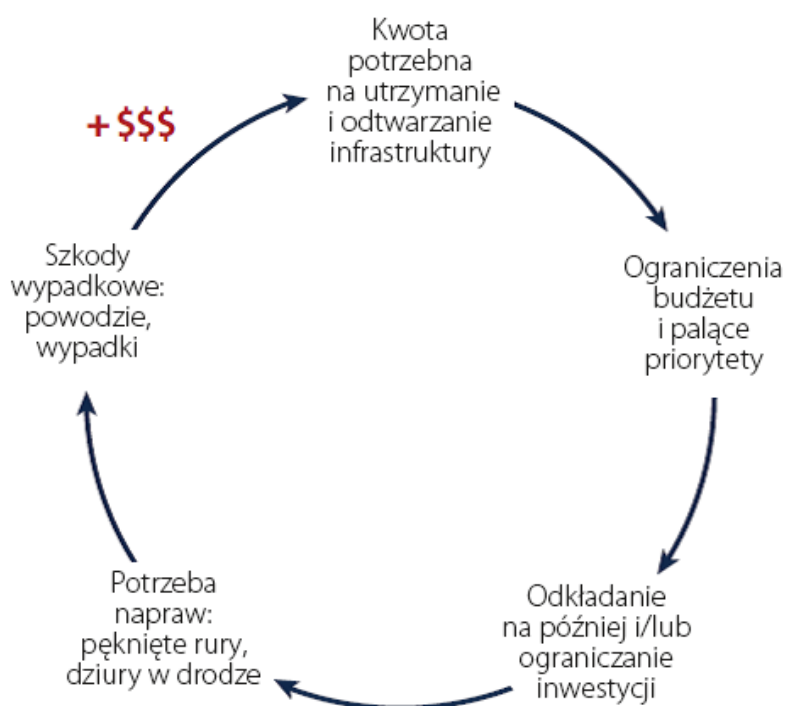 Kwota
potrzebna
na utrzymanie
i odtwarzanie
infrastruktury
+ $$$
Ograniczenia
budżetu
i palące
priorytety
Odkładanie
na później i/lub
ograniczanie
inwestycji
Potrzeba
napraw:
pęknięte rury,
dziury w drodze
Szkody
wypadkowe:
powodzie,
wypadki